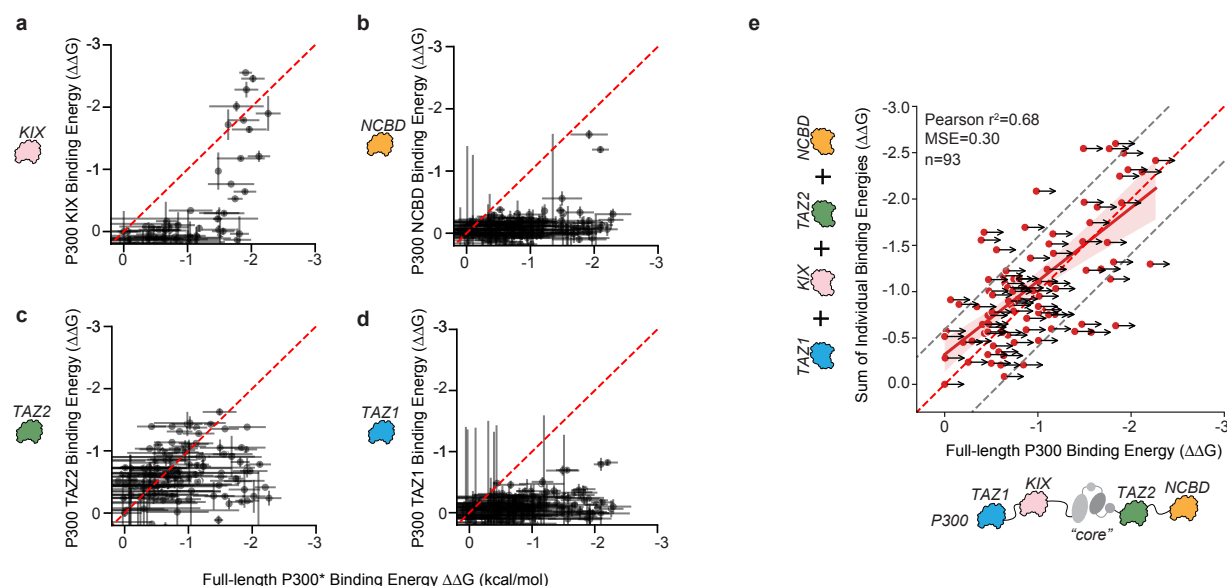 a
-3
-2
-1
0
0
-1
-2
-3
P300 KIX Binding Energy (ΔΔG)
KIX
b
-3
-2
-1
0
0
-1
-2
-3
P300 NCBD Binding Energy (ΔΔG)
NCBD
c
-3
-2
-1
0
0
-1
-2
-3
P300 TAZ2 Binding Energy (ΔΔG)
TAZ2
d
-3
-2
-1
0
0
-1
-2
-3
P300 TAZ1 Binding Energy (ΔΔG)
TAZ1
Full-length P300* Binding Energy ΔΔG (kcal/mol)
e
NCBD
+
TAZ2
+
KIX
+
TAZ1
Sum of Individual Binding Energies (ΔΔG)
-3.0
-2.5
-2.0
-1.5
-1.0
-0.5
0.0
Pearson r²=0.68
MSE=0.30
n=93
0
-1
-2
-3
Full-length P300 Binding Energy (ΔΔG)
P300
TAZ1
KIX
"core"
TAZ2
NCBD